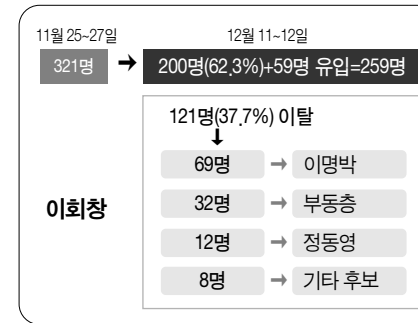 11월 25~27일 12월 11~12일
321명 → 200명(62.3%)+59명 유입=259명
121명(37.7%) 이탈
↓
69명 → 이명박
이회창 32명 → 부동층
12명 → 정동영
8명 → 기타 후보